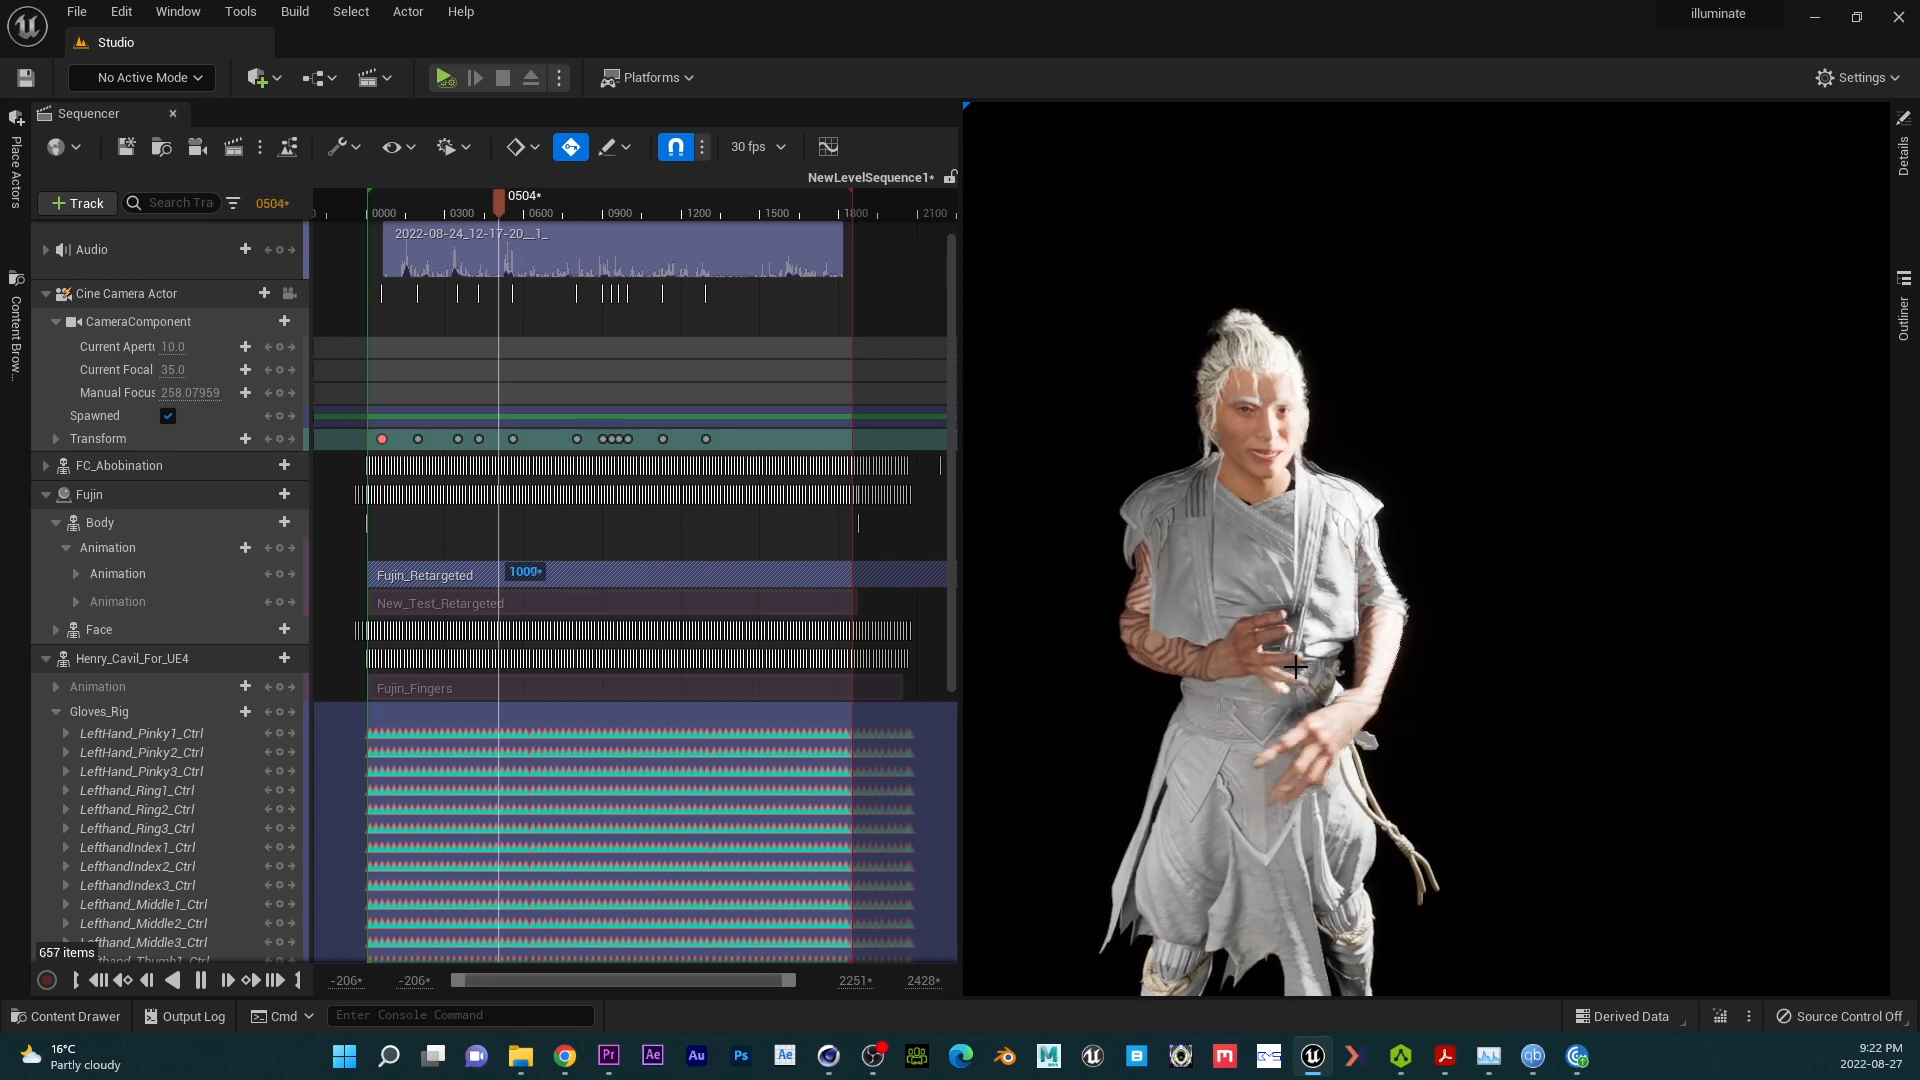 File Edit Window Tools Build Select Actor Help
illuminate
Studio
No Active Mode
Platforms
Settings
Sequencer
Place Actors
Content Brow...
Details
Outliner
30 fps
NewLevelSequence1*
Track
Search Tra
0504*
0504*
0000 0300 0600 0900 1200 1500 1800 2100
Audio
2022-08-24_12-17-20__1_
Cine Camera Actor
CameraComponent
Current Apertu 10.0
Current Focal 35.0
Manual Focus 258.07959
Spawned
Transform
FC_Abobination
Fujin
Body
Animation
Animation
Fujin_Retargeted
1009*
Animation
New_Test_Retargeted
Face
Henry_Cavil_For_UE4
Animation
Fujin_Fingers
Gloves_Rig
LeftHand_Pinky1_Ctrl
LeftHand_Pinky2_Ctrl
LeftHand_Pinky3_Ctrl
Lefthand_Ring1_Ctrl
Lefthand_Ring2_Ctrl
Lefthand_Ring3_Ctrl
LefthandIndex1_Ctrl
LefthandIndex2_Ctrl
LefthandIndex3_Ctrl
Lefthand_Middle1_Ctrl
Lefthand_Middle2_Ctrl
Lefthand_Middle3_Ctrl
657 items
-206* -206* 2251* 2428*
Content Drawer
Output Log
Cmd
Enter Console Command
Derived Data
Source Control Off
16°C
Partly cloudy
Pr Ae Au Ps Ae
9:22 PM
2022-08-27